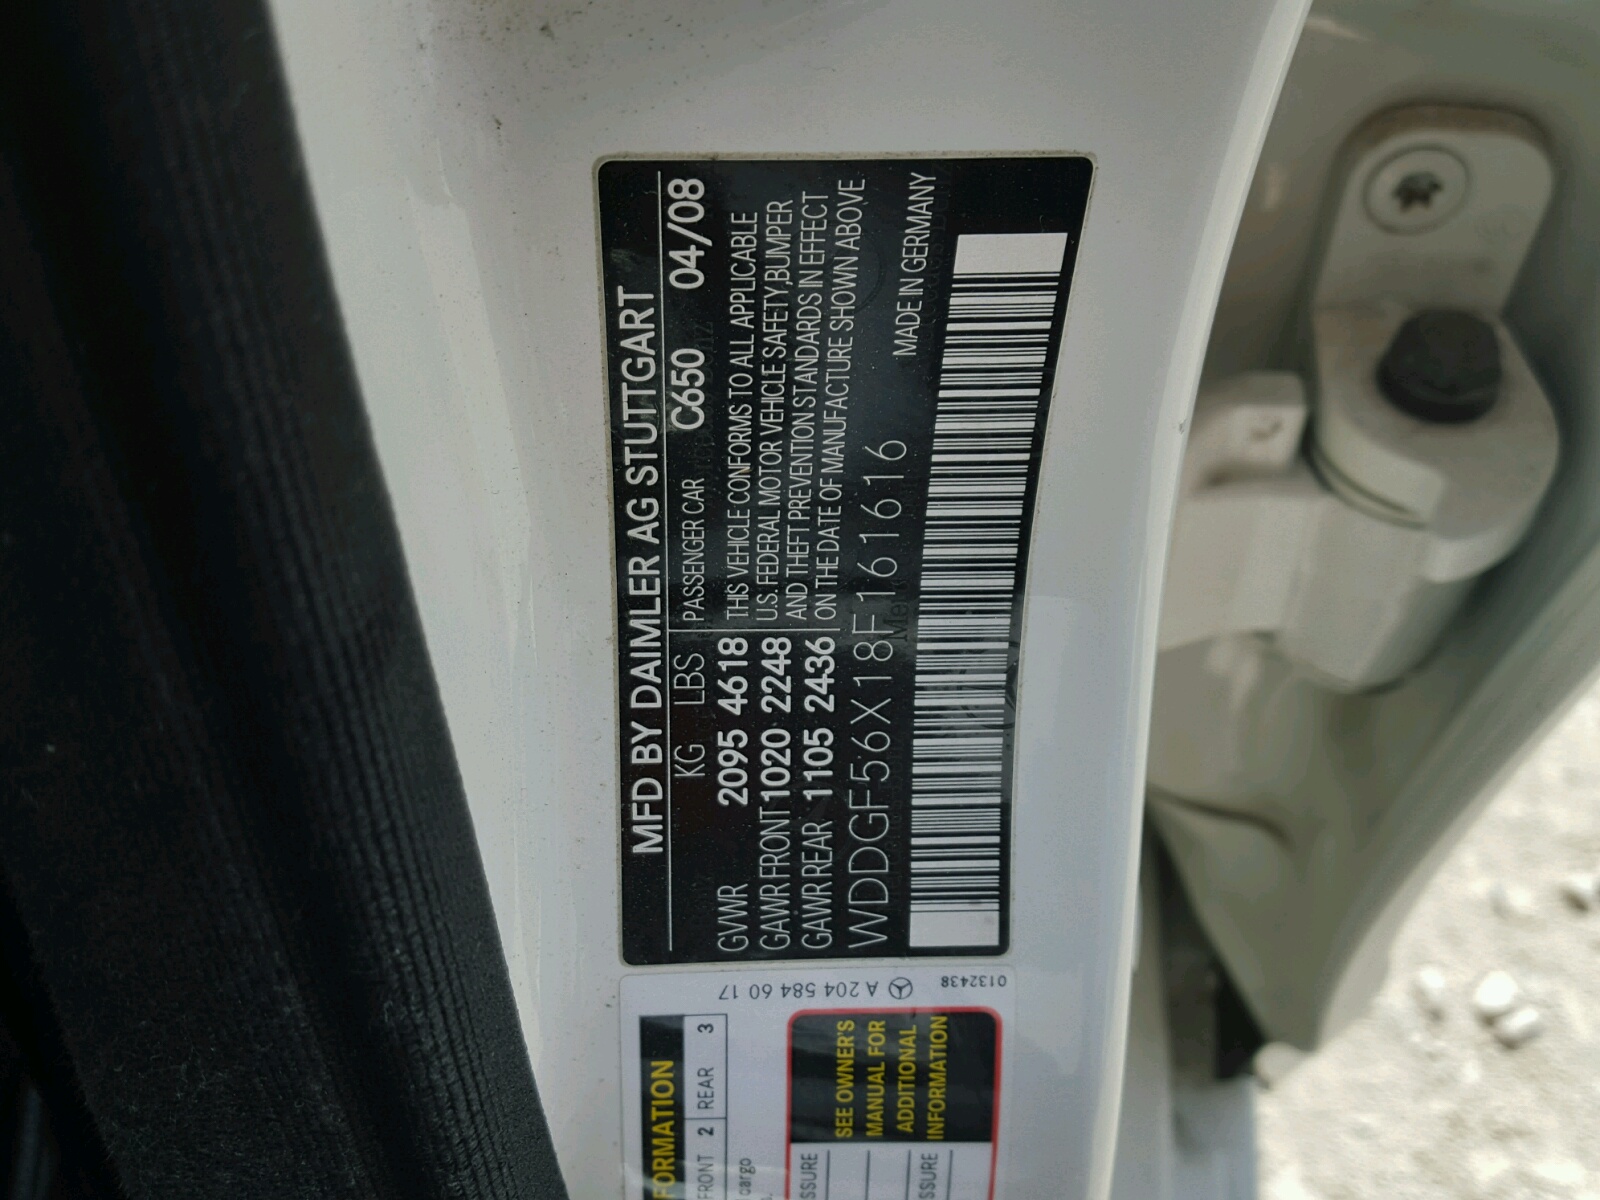 MFD BY DAIMLER AG STUTTGART
KG LBS PASSENGER CAR C650 04/08
GVWR 2095 4618 THIS VEHICLE CONFORMS TO ALL APPLICABLE
GAWR FRONT 1020 2248 U.S. FEDERAL MOTOR VEHICLE SAFETY, BUMPER
AND THEFT PREVENTION STANDARDS IN EFFECT
GAWR REAR 1105 2436 ON THE DATE OF MANUFACTURE SHOWN ABOVE
WDDGF56X18F161616 MADE IN GERMANY
A 204 584 60 17
0132438
FORMATION
FRONT 2 REAR 3
cargo
SEE OWNER'S
MANUAL FOR
ADDITIONAL
INFORMATION
SSURE
SSURE